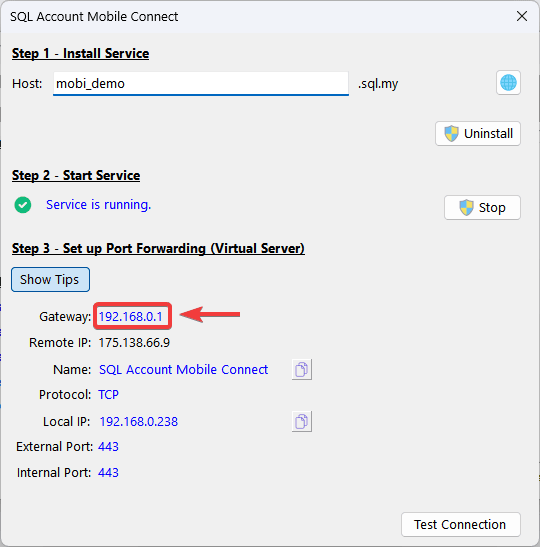 SQL Account Mobile Connect
Step 1 - Install Service
Host: mobi_demo .sql.my
Uninstall
Step 2 - Start Service
Service is running.
Stop
Step 3 - Set up Port Forwarding (Virtual Server)
Show Tips
Gateway: 192.168.0.1
Remote IP: 175.138.66.9
Name: SQL Account Mobile Connect
Protocol: TCP
Local IP: 192.168.0.238
External Port: 443
Internal Port: 443
Test Connection